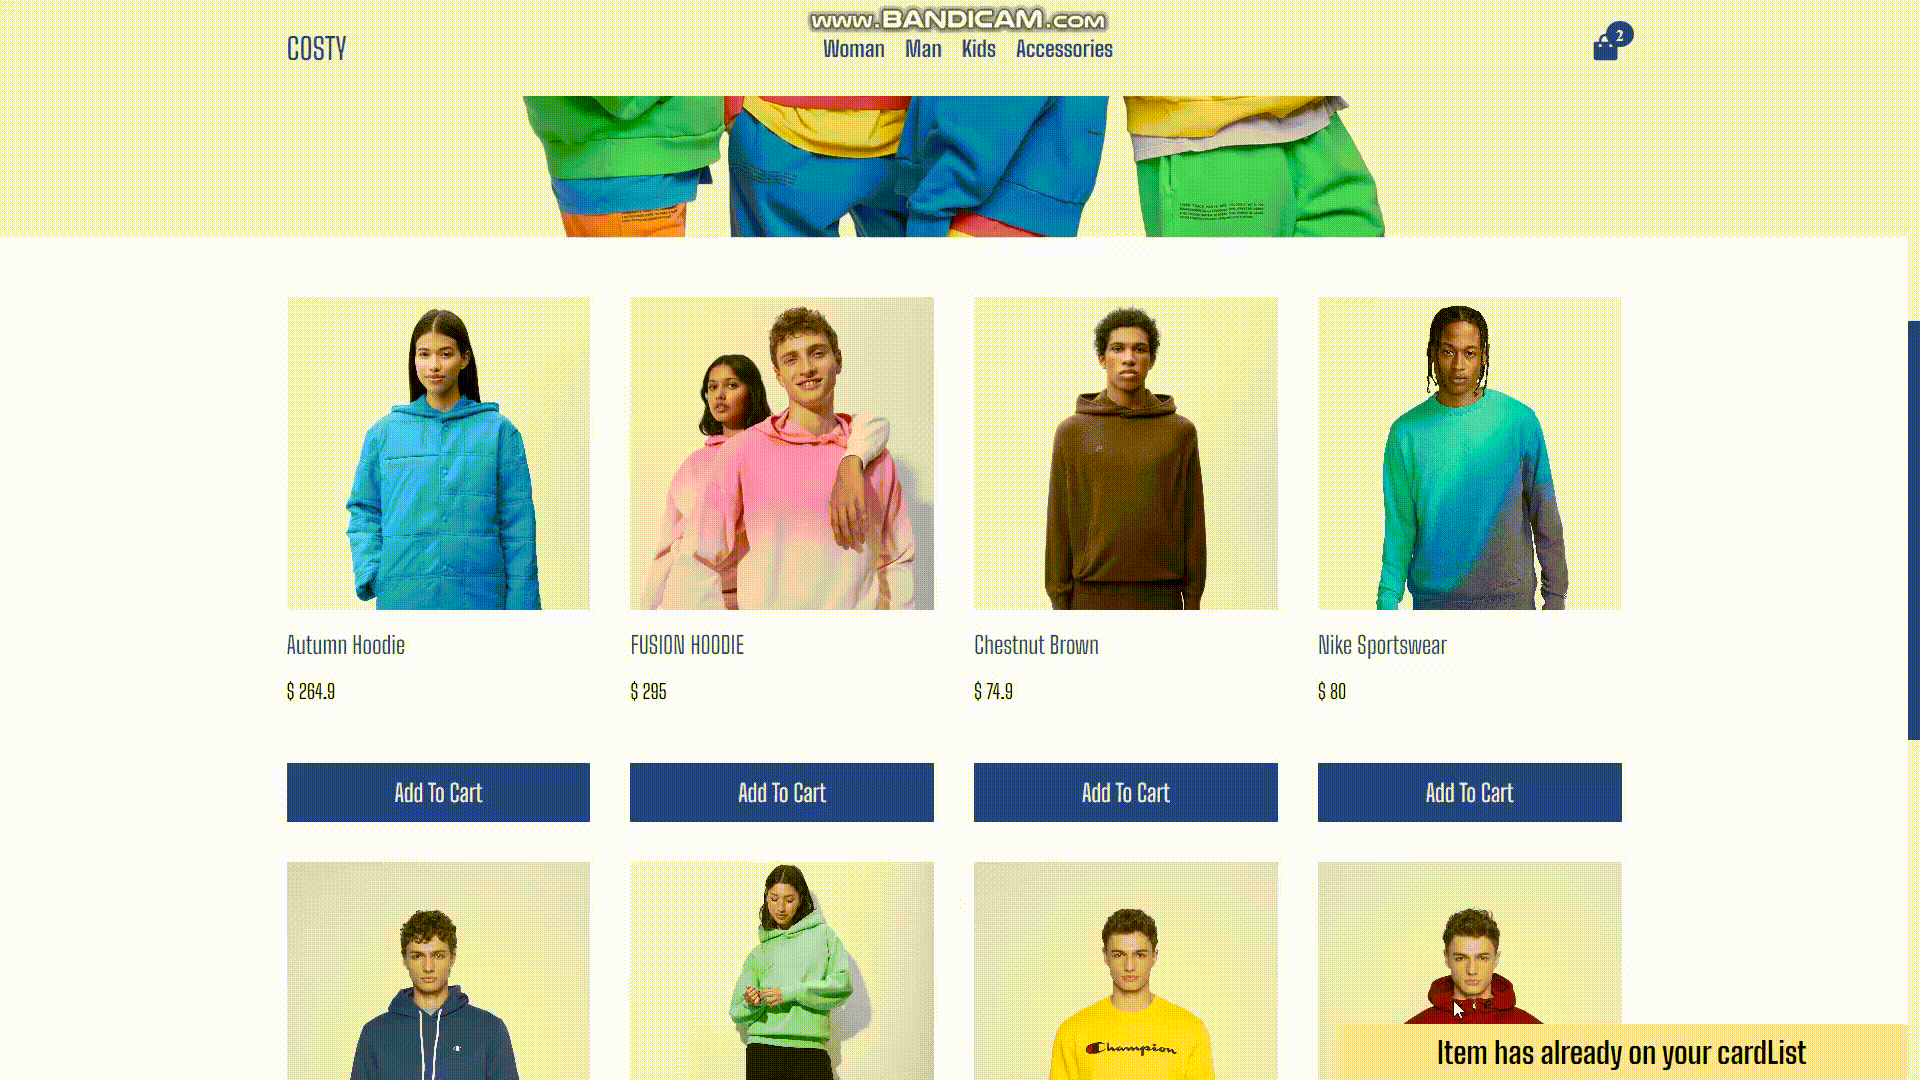 www.BANDICAM.com
COSTY
Woman Man Kids Accessories
2
Autumn Hoodie
$ 264.9
Add To Cart
FUSION HOODIE
$ 295
Add To Cart
Chestnut Brown
$ 74.9
Add To Cart
Nike Sportswear
$ 80
Add To Cart
Champion
Item has already on your cardList